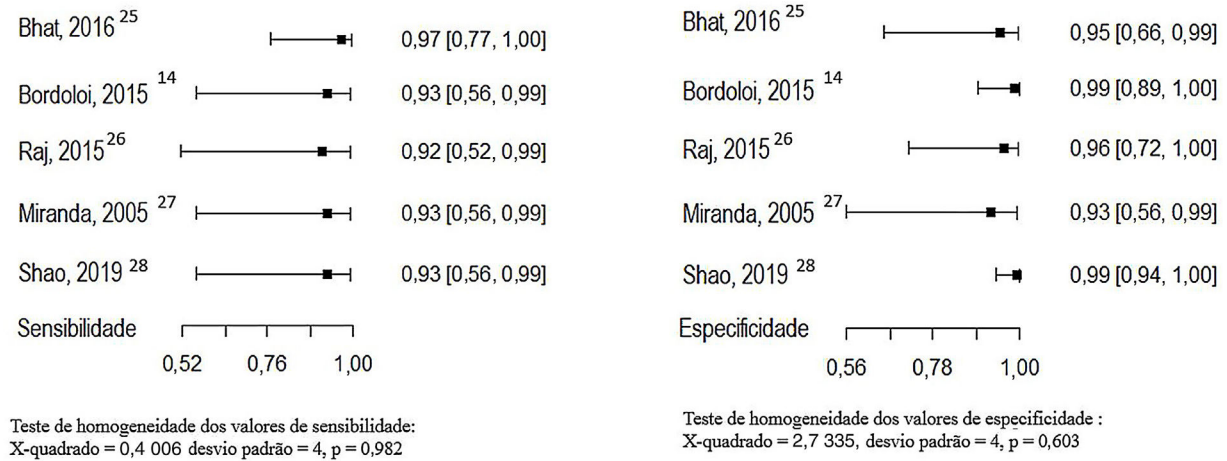 Bhat, 2016 25 0,97 [0,77, 1,00]
Bordoloi, 2015 14 0,93 [0,56, 0,99]
Raj, 2015 26 0,92 [0,52, 0,99]
Miranda, 2005 27 0,93 [0,56, 0,99]
Shao, 2019 28 0,93 [0,56, 0,99]
Sensibilidade
0,52 0,76 1,00
Teste de homogeneidade dos valores de sensibilidade:
X-quadrado = 0,4 006 desvio padrão = 4, p = 0,982
Bhat, 2016 25 0,95 [0,66, 0,99]
Bordoloi, 2015 14 0,99 [0,89, 1,00]
Raj, 2015 26 0,96 [0,72, 1,00]
Miranda, 2005 27 0,93 [0,56, 0,99]
Shao, 2019 28 0,99 [0,94, 1,00]
Especificidade
0,56 0,78 1,00
Teste de homogeneidade dos valores de especificidade :
X-quadrado = 2,7 335, desvio padrão = 4, p = 0,603